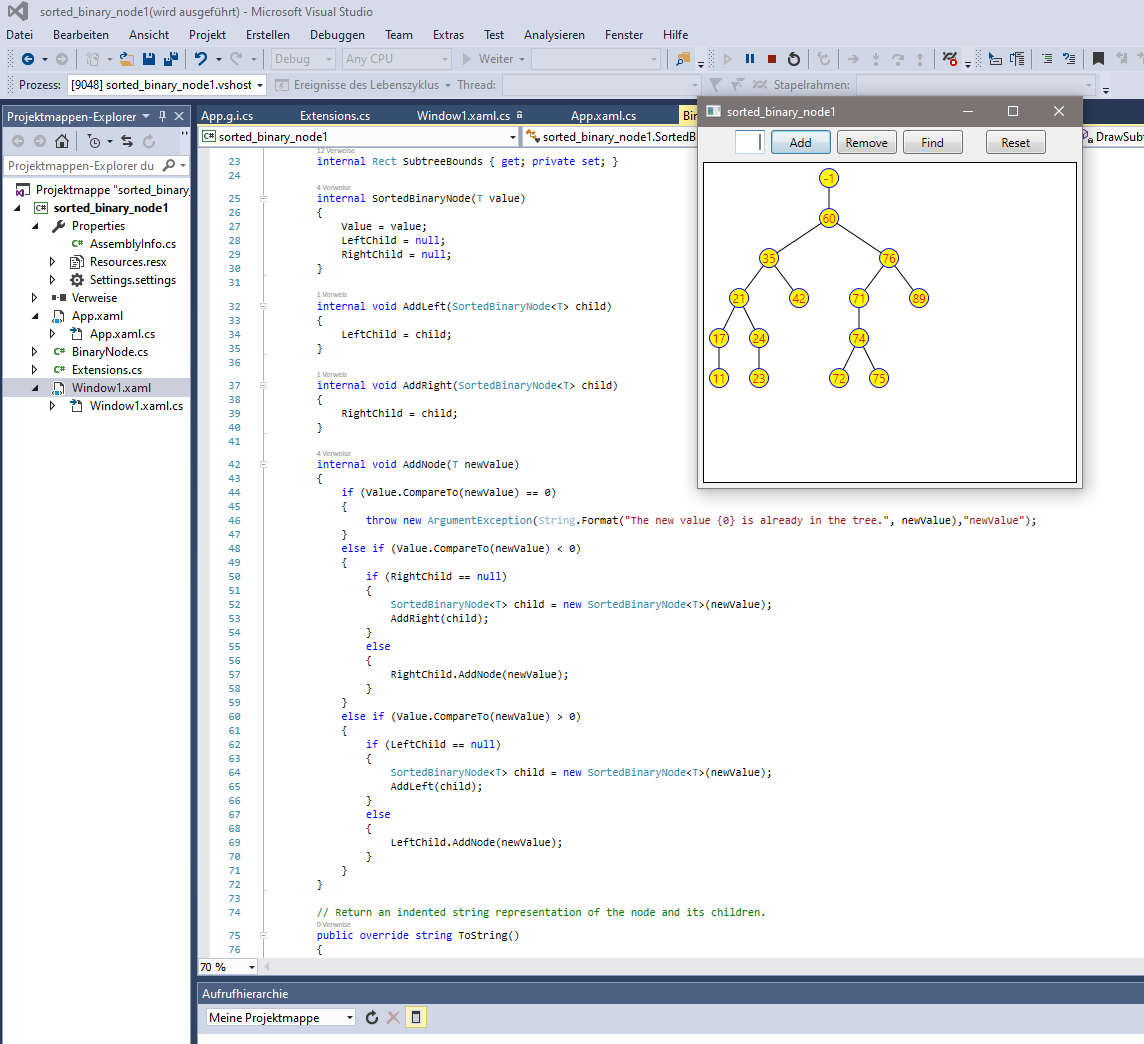 sorted_binary_node1(wird ausgeführt) - Microsoft Visual Studio
Datei Bearbeiten Ansicht Projekt Erstellen Debuggen Team Extras Test Analysieren Fenster Hilfe
Debug Any CPU Weiter
Prozess: [9048] sorted_binary_node1.vshost Ereignisse des Lebenszyklus Thread: Stapelrahmen:
Projektmappen-Explorer
Projektmappen-Explorer du
Projektmappe "sorted_binary_
C# sorted_binary_node1
Properties
C# AssemblyInfo.cs
Resources.resx
Settings.settings
Verweise
App.xaml
App.xaml.cs
C# BinaryNode.cs
C# Extensions.cs
Window1.xaml
Window1.xaml.cs
App.g.i.cs Extensions.cs Window1.xaml.cs App.xaml.cs Bin
C# sorted_binary_node1 sorted_binary_node1.SortedB DrawSubt
12 Verweise
23 internal Rect SubtreeBounds { get; private set; }
24
4 Verweise
25 internal SortedBinaryNode(T value)
26 {
27 Value = value;
28 LeftChild = null;
29 RightChild = null;
30 }
31
1 Verweis
32 internal void AddLeft(SortedBinaryNode<T> child)
33 {
34 LeftChild = child;
35 }
36
1 Verweis
37 internal void AddRight(SortedBinaryNode<T> child)
38 {
39 RightChild = child;
40 }
41
4 Verweise
42 internal void AddNode(T newValue)
43 {
44 if (Value.CompareTo(newValue) == 0)
45 {
46 throw new ArgumentException(String.Format("The new value {0} is already in the tree.", newValue),"newValue");
47 }
48 else if (Value.CompareTo(newValue) < 0)
49 {
50 if (RightChild == null)
51 {
52 SortedBinaryNode<T> child = new SortedBinaryNode<T>(newValue);
53 AddRight(child);
54 }
55 else
56 {
57 RightChild.AddNode(newValue);
58 }
59 }
60 else if (Value.CompareTo(newValue) > 0)
61 {
62 if (LeftChild == null)
63 {
64 SortedBinaryNode<T> child = new SortedBinaryNode<T>(newValue);
65 AddLeft(child);
66 }
67 else
68 {
69 LeftChild.AddNode(newValue);
70 }
71 }
72 }
73
74 // Return an indented string representation of the node and its children.
0 Verweise
75 public override string ToString()
76 {
70 %
Aufrufhierarchie
Meine Projektmappe
sorted_binary_node1
Add Remove Find Reset
-1
60
35 76
21 42 71 89
17 24 74
11 23 72 75